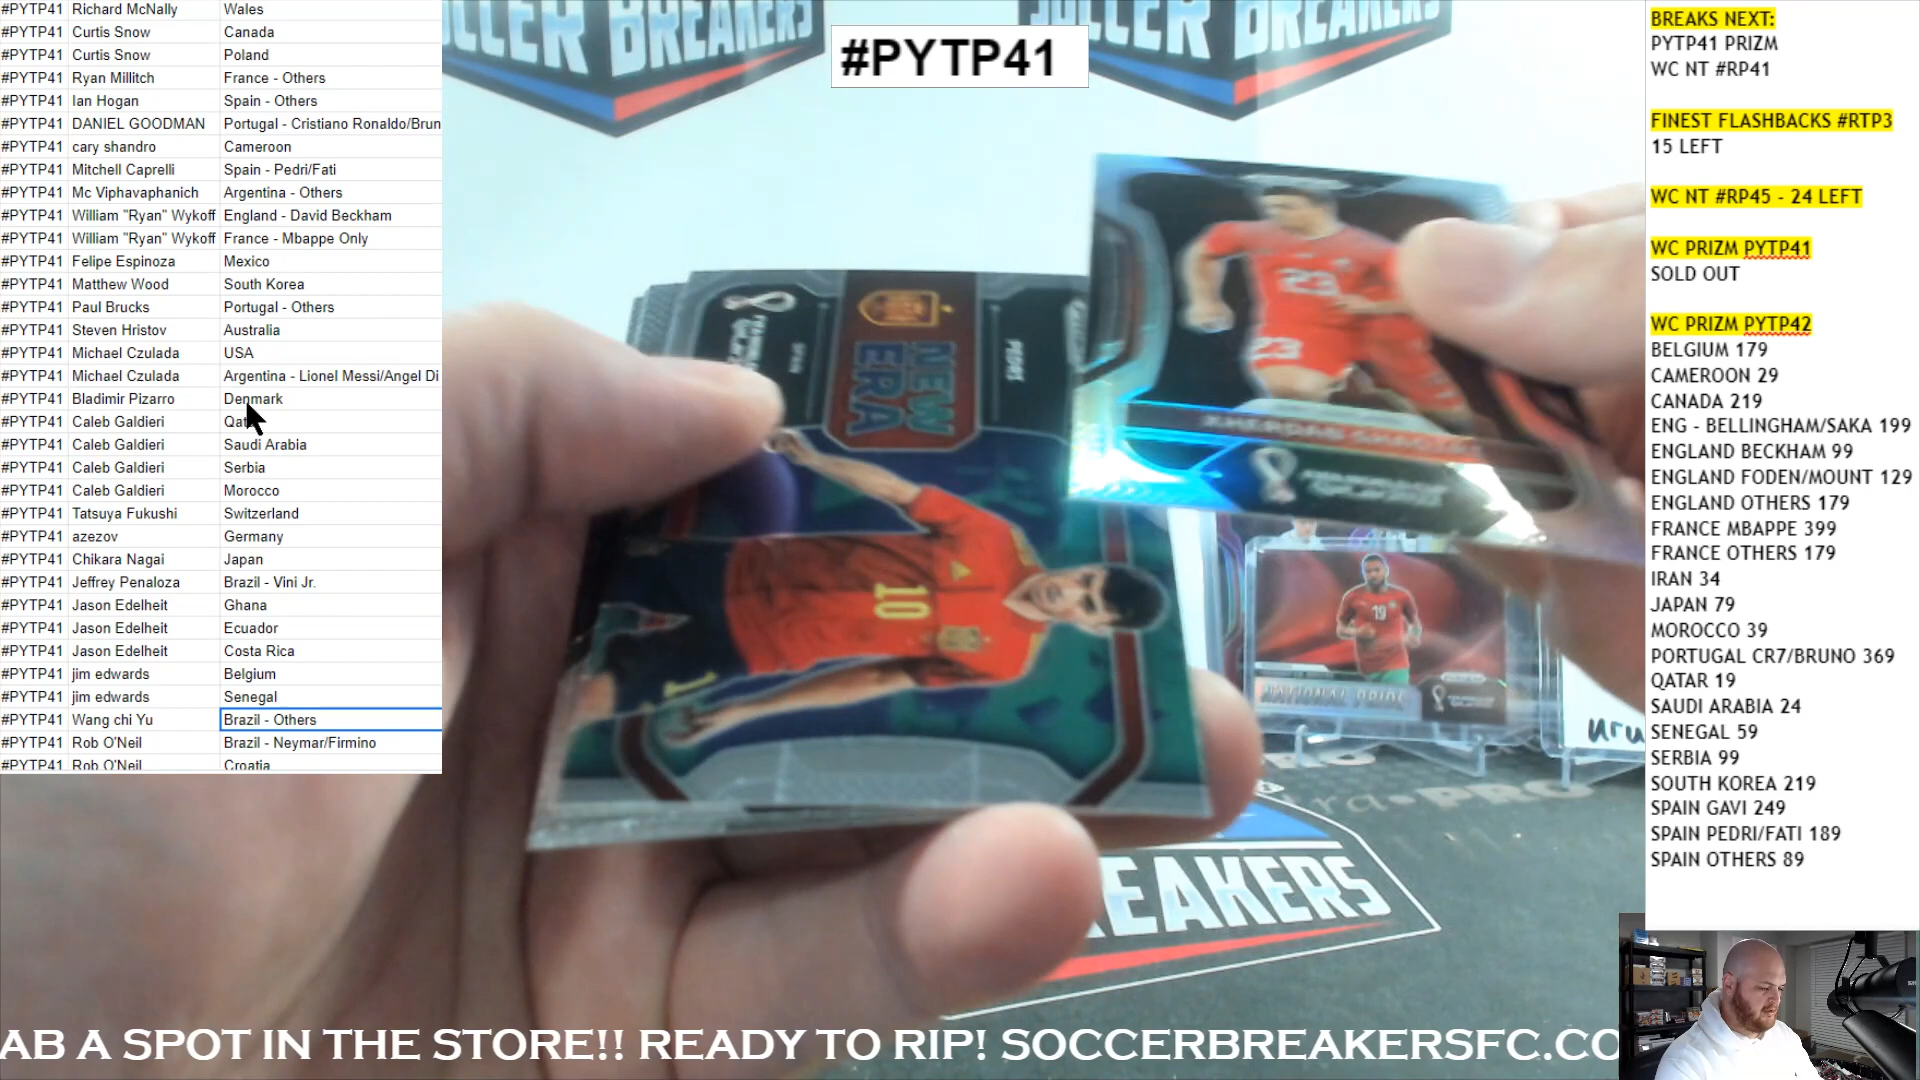 #PYTP41 Richard McNally Wales
#PYTP41 Curtis Snow Canada
#PYTP41 Curtis Snow Poland
#PYTP41 Ryan Millitch France - Others
#PYTP41 Ian Hogan Spain - Others
#PYTP41 DANIEL GOODMAN Portugal - Cristiano Ronaldo/Brun
#PYTP41 cary shandro Cameroon
#PYTP41 Mitchell Caprelli Spain - Pedri/Fati
#PYTP41 Mc Viphavaphanich Argentina - Others
#PYTP41 William "Ryan" Wykoff England - David Beckham
#PYTP41 William "Ryan" Wykoff France - Mbappe Only
#PYTP41 Felipe Espinoza Mexico
#PYTP41 Matthew Wood South Korea
#PYTP41 Paul Brucks Portugal - Others
#PYTP41 Steven Hristov Australia
#PYTP41 Michael Czulada USA
#PYTP41 Michael Czulada Argentina - Lionel Messi/Angel Di
#PYTP41 Bladimir Pizarro Denmark
#PYTP41 Caleb Galdieri
#PYTP41 Caleb Galdieri Saudi Arabia
#PYTP41 Caleb Galdieri Serbia
#PYTP41 Caleb Galdieri Morocco
#PYTP41 Tatsuya Fukushi Switzerland
#PYTP41 azezov Germany
#PYTP41 Chikara Nagai Japan
#PYTP41 Jeffrey Penaloza Brazil - Vini Jr.
#PYTP41 Jason Edelheit Ghana
#PYTP41 Jason Edelheit Ecuador
#PYTP41 Jason Edelheit Costa Rica
#PYTP41 jim edwards Belgium
#PYTP41 jim edwards Senegal
#PYTP41 Wang chi Yu Brazil - Others
#PYTP41 Rob O'Neil Brazil - Neymar/Firmino
#PYTP41 Rob O'Neil Croatia
#PYTP41
SOCCER BREAKERS
23
23
XHERDAN SHAQIRI
NEW ERA
SPAIN
PEDRI
10
19
NATIONAL PRIDE
EAKERS
BREAKS NEXT:
PYTP41 PRIZM
WC NT #RP41
FINEST FLASHBACKS #RTP3
15 LEFT
WC NT #RP45 - 24 LEFT
WC PRIZM PYTP41
SOLD OUT
WC PRIZM PYTP42
BELGIUM 179
CAMEROON 29
CANADA 219
ENG - BELLINGHAM/SAKA 199
ENGLAND BECKHAM 99
ENGLAND FODEN/MOUNT 129
ENGLAND OTHERS 179
FRANCE MBAPPE 399
FRANCE OTHERS 179
IRAN 34
JAPAN 79
MOROCCO 39
PORTUGAL CR7/BRUNO 369
QATAR 19
SAUDI ARABIA 24
SENEGAL 59
SERBIA 99
SOUTH KOREA 219
SPAIN GAVI 249
SPAIN PEDRI/FATI 189
SPAIN OTHERS 89
AB A SPOT IN THE STORE!! READY TO RIP! SOCCERBREAKERSFC.CO